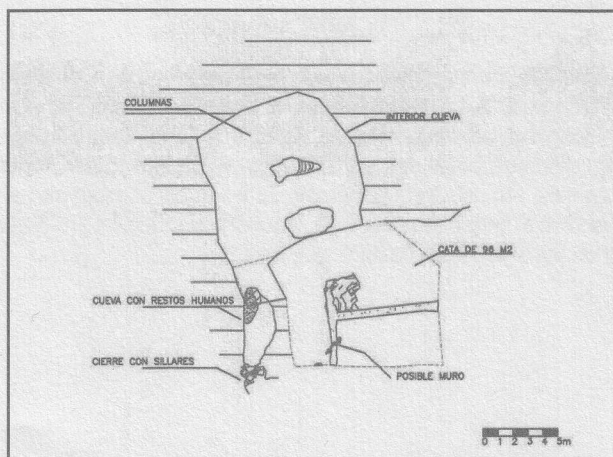 COLUMNAS
INTERIOR CUEVA
CATA DE 98 M2
CUEVA CON RESTOS HUMANOS
CIERRE CON SILLARES
POSIBLE MURO
0 1 2 3 4 5m